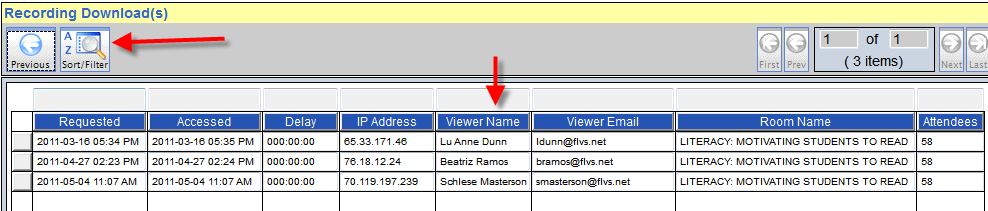 Recording Download(s)
Previous
A
Z
Sort/Filter
First
Prev
1 of 1
( 3 items)
Next
Last
Requested Accessed Delay IP Address Viewer Name Viewer Email Room Name Attendees
2011-03-16 05:34 PM 2011-03-16 05:35 PM 000:00:00 65.33.171.46 Lu Anne Dunn ldunn@flvs.net LITERACY: MOTIVATING STUDENTS TO READ 58
2011-04-27 02:23 PM 2011-04-27 02:24 PM 000:00:00 76.18.12.24 Beatriz Ramos bramos@flvs.net LITERACY: MOTIVATING STUDENTS TO READ 58
2011-05-04 11:07 AM 2011-05-04 11:07 AM 000:00:00 70.119.197.239 Schlese Masterson smasterson@flvs.net LITERACY: MOTIVATING STUDENTS TO READ 58